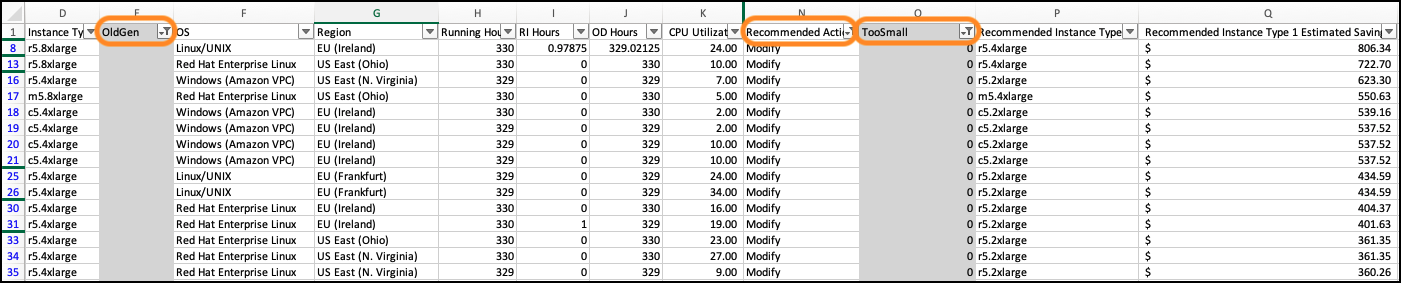 D E F G H I J K N O P Q
1 Instance Ty OldGen OS Region Running Hou RI Hours OD Hours CPU Utilizat Recommended Acti TooSmall Recommended Instance Type Recommended Instance Type 1 Estimated Savin
8 r5.8xlarge Linux/UNIX EU (Ireland) 330 0.97875 329.02125 24.00 Modify 0 r5.4xlarge $ 806.34
13 r5.8xlarge Red Hat Enterprise Linux US East (Ohio) 330 0 330 10.00 Modify 0 r5.4xlarge $ 722.70
16 r5.4xlarge Windows (Amazon VPC) US East (N. Virginia) 330 0 330 7.00 Modify 0 r5.2xlarge $ 623.30
17 m5.8xlarge Red Hat Enterprise Linux US East (Ohio) 330 0 330 5.00 Modify 0 m5.4xlarge $ 550.63
18 c5.4xlarge Windows (Amazon VPC) EU (Ireland) 330 0 330 2.00 Modify 0 c5.2xlarge $ 539.16
19 c5.4xlarge Windows (Amazon VPC) EU (Ireland) 329 0 329 2.00 Modify 0 c5.2xlarge $ 537.52
20 c5.4xlarge Windows (Amazon VPC) EU (Ireland) 329 0 329 10.00 Modify 0 c5.2xlarge $ 537.52
21 c5.4xlarge Windows (Amazon VPC) EU (Ireland) 329 0 329 10.00 Modify 0 c5.2xlarge $ 537.52
25 r5.4xlarge Linux/UNIX EU (Frankfurt) 329 0 329 24.00 Modify 0 r5.2xlarge $ 434.59
26 r5.4xlarge Linux/UNIX EU (Frankfurt) 329 0 329 34.00 Modify 0 r5.2xlarge $ 434.59
30 r5.4xlarge Red Hat Enterprise Linux EU (Ireland) 330 0 330 16.00 Modify 0 r5.2xlarge $ 404.37
31 r5.4xlarge Red Hat Enterprise Linux EU (Ireland) 330 1 329 19.00 Modify 0 r5.2xlarge $ 401.63
33 r5.4xlarge Red Hat Enterprise Linux US East (Ohio) 330 0 330 23.00 Modify 0 r5.2xlarge $ 361.35
34 r5.4xlarge Red Hat Enterprise Linux US East (N. Virginia) 330 0 330 27.00 Modify 0 r5.2xlarge $ 361.35
35 r5.4xlarge Red Hat Enterprise Linux US East (N. Virginia) 329 0 329 9.00 Modify 0 r5.2xlarge $ 360.26